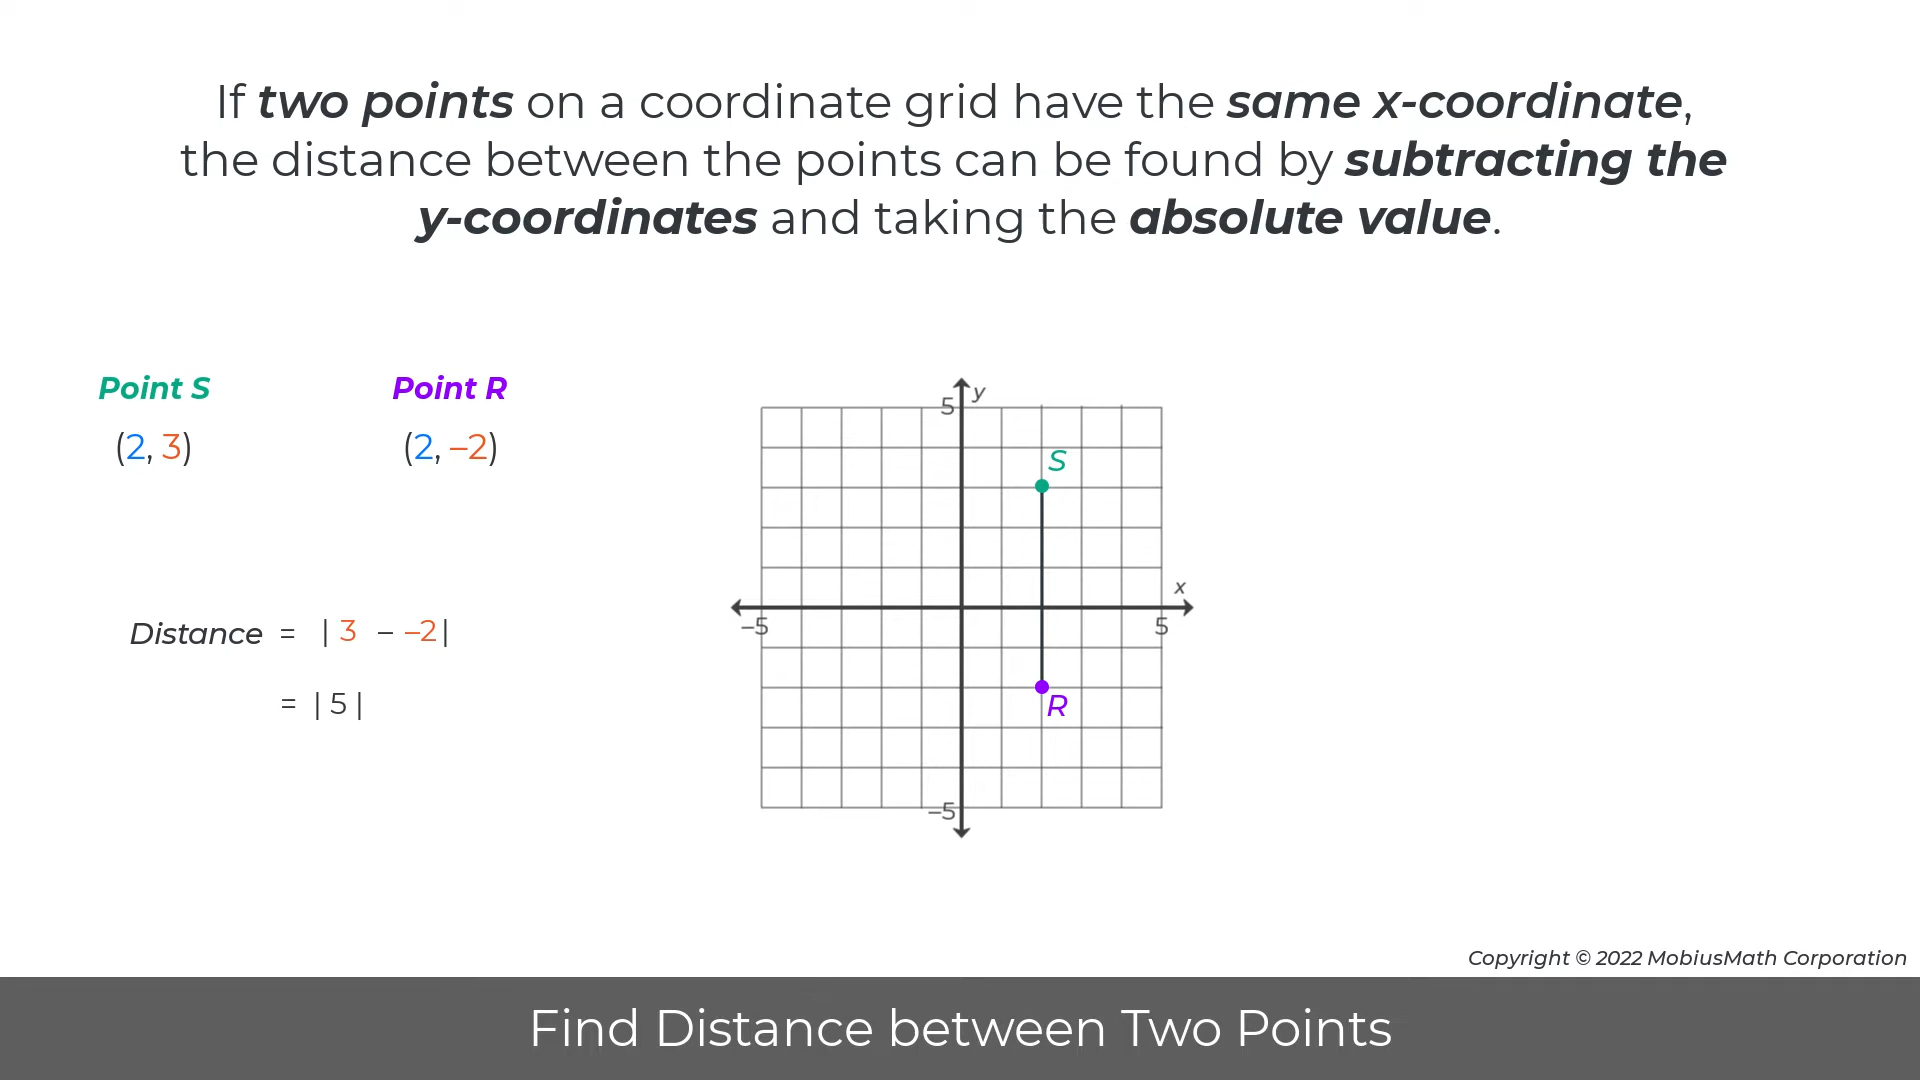 If two points on a coordinate grid have the same x-coordinate,
the distance between the points can be found by subtracting the
y-coordinates and taking the absolute value.
Point S
Point R
(2, 3)
(2, –2)
Distance = | 3 – –2|
= | 5 |
y
5
S
x
–5
5
R
–5
Copyright © 2022 MobiusMath Corporation
Find Distance between Two Points